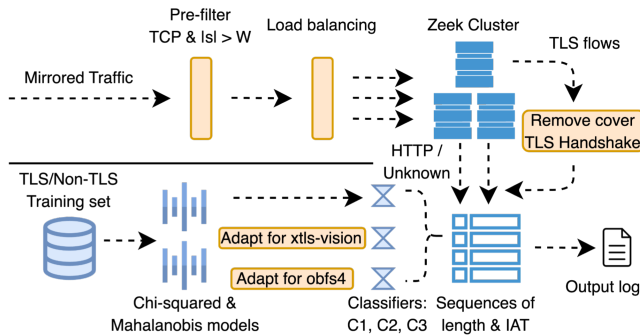 Pre-filter
TCP & |s| > W
Load balancing
Zeek Cluster
TLS flows
Mirrored Traffic
Remove cover
TLS Handshake
HTTP /
Unknown
TLS/Non-TLS
Training set
Adapt for xtls-vision
Adapt for obfs4
Chi-squared &
Mahalanobis models
Classifiers:
C1, C2, C3
Sequences of
length & IAT
Output log